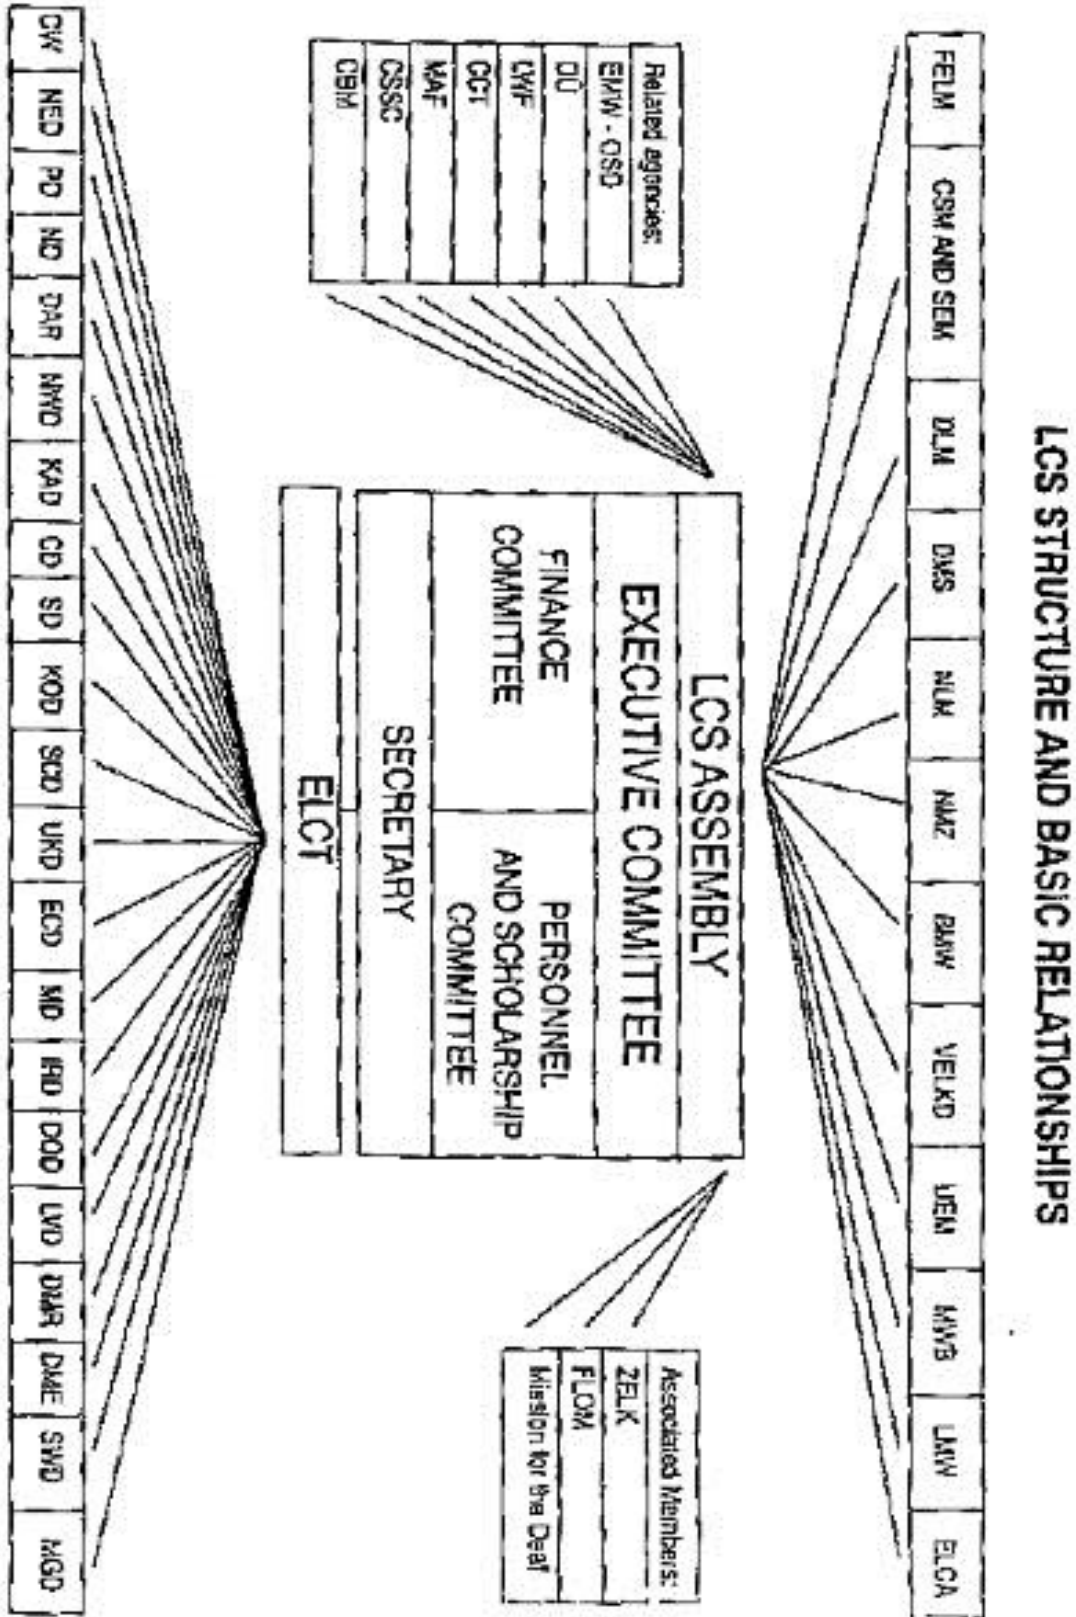 LCS STRUCTURE AND BASIC RELATIONSHIPS
FELM
CSM AND SEM
DLM
DMS
NLM
NMZ
BMW
VELKD
UEM
MWB
LMW
ELCA
Related agencies:
EMW - OSD
DÜ
LWF
CCT
MAF
CSSC
CBM
LCS ASSEMBLY
EXECUTIVE COMMITTEE
FINANCE
COMMITTEE
PERSONNEL
AND SCHOLARSHIP
COMMITTEE
SECRETARY
ELCT
Associated Members:
ZELK
FLOM
Mission for the Deaf
CW
NED
PD
ND
DAR
NWD
KAD
CD
SD
KOD
SCD
UKD
ECD
MD
IRD
DOD
LVD
DMR
DME
SWD
MGD